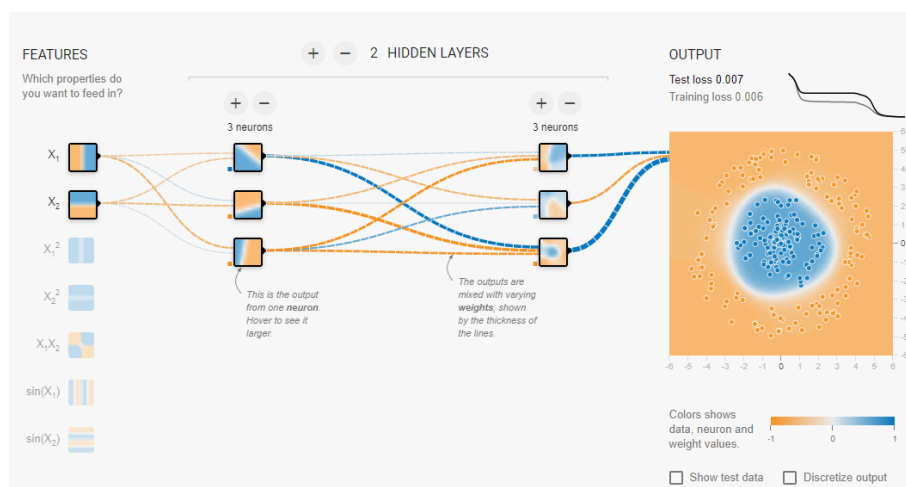 FEATURES
Which properties do
you want to feed in?
+ − 2 HIDDEN LAYERS
+ −
3 neurons
+ −
3 neurons
OUTPUT
Test loss 0.007
Training loss 0.006
X1
X2
X1²
X2²
X1X2
sin(X1)
sin(X2)
This is the output
from one neuron.
Hover to see it
larger.
The outputs are
mixed with varying
weights, shown
by the thickness of
the lines.
6
5
4
3
2
1
0
-1
-2
-3
-4
-5
-6
-6 -5 -4 -3 -2 -1 0 1 2 3 4 5 6
Colors shows
data, neuron and
weight values.
-1 0 1
Show test data
Discretize output